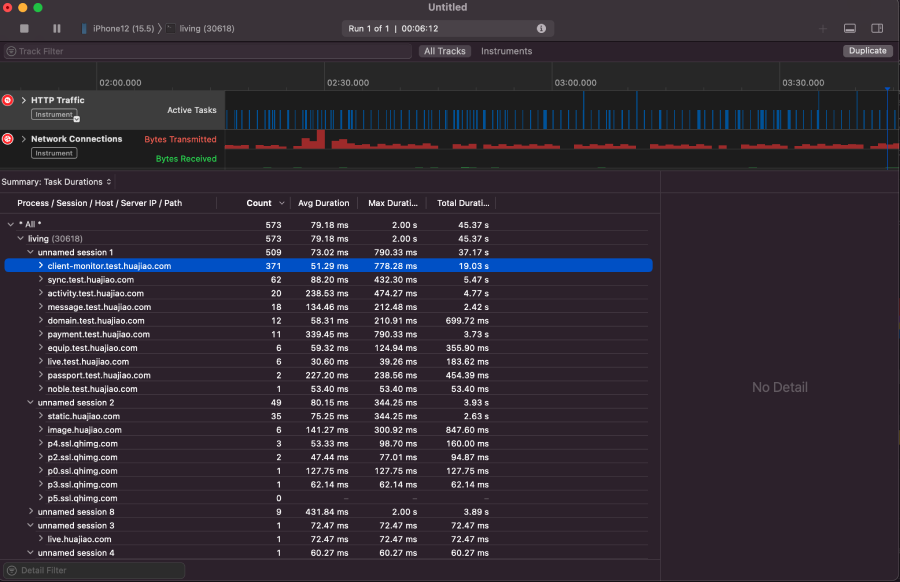 Untitled
iPhone12 (15.5) living (30618) Run 1 of 1 | 00:06:12
Track Filter All Tracks Instruments Duplicate
02:00.000 02:30.000 03:00.000 03:30.000
HTTP Traffic
Instrument
Active Tasks
Network Connections Bytes Transmitted
Instrument
Bytes Received
Summary: Task Durations
Process / Session / Host / Server IP / Path Count Avg Duration Max Durati... Total Durati...
* All * 573 79.18 ms 2.00 s 45.37 s
living (30618) 573 79.18 ms 2.00 s 45.37 s
unnamed session 1 509 73.02 ms 790.33 ms 37.17 s
client-monitor.test.huajiao.com 371 51.29 ms 778.28 ms 19.03 s
sync.test.huajiao.com 62 88.20 ms 432.30 ms 5.47 s
activity.test.huajiao.com 20 238.53 ms 474.27 ms 4.77 s
message.test.huajiao.com 18 134.46 ms 212.48 ms 2.42 s
domain.test.huajiao.com 12 58.31 ms 210.91 ms 699.72 ms
payment.test.huajiao.com 11 339.45 ms 790.33 ms 3.73 s
equip.test.huajiao.com 6 59.32 ms 124.94 ms 355.90 ms
live.test.huajiao.com 6 30.60 ms 39.26 ms 183.62 ms
passport.test.huajiao.com 2 227.20 ms 238.56 ms 454.39 ms
noble.test.huajiao.com 1 53.40 ms 53.40 ms 53.40 ms
unnamed session 2 49 80.15 ms 344.25 ms 3.93 s
static.huajiao.com 35 75.25 ms 344.25 ms 2.63 s
image.huajiao.com 6 141.27 ms 300.92 ms 847.60 ms
p4.ssl.qhimg.com 3 53.33 ms 98.70 ms 160.00 ms
p2.ssl.qhimg.com 2 47.44 ms 77.01 ms 94.87 ms
p0.ssl.qhimg.com 1 127.75 ms 127.75 ms 127.75 ms
p3.ssl.qhimg.com 1 62.14 ms 62.14 ms 62.14 ms
p5.ssl.qhimg.com 0 – – –
unnamed session 8 9 431.84 ms 2.00 s 3.89 s
unnamed session 3 1 72.47 ms 72.47 ms 72.47 ms
live.huajiao.com 1 72.47 ms 72.47 ms 72.47 ms
unnamed session 4 1 60.27 ms 60.27 ms 60.27 ms
No Detail
Detail Filter